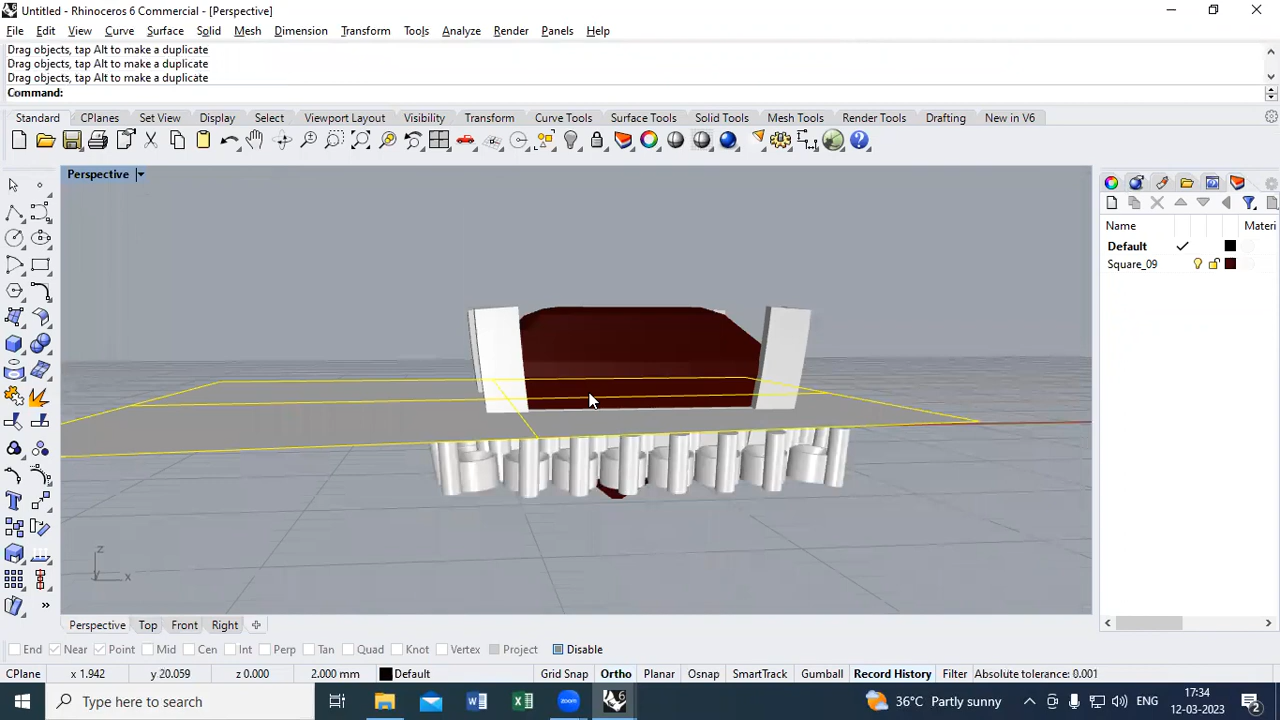 Untitled - Rhinoceros 6 Commercial - [Perspective]
File Edit View Curve Surface Solid Mesh Dimension Transform Tools Analyze Render Panels Help
Drag objects, tap Alt to make a duplicate
Drag objects, tap Alt to make a duplicate
Drag objects, tap Alt to make a duplicate
Command:
Standard CPlanes Set View Display Select Viewport Layout Visibility Transform Curve Tools Surface Tools Solid Tools Mesh Tools Render Tools Drafting New in V6
Perspective
Name Materi
Default
Square_09
z
y x
Perspective Top Front Right
End Near Point Mid Cen Int Perp Tan Quad Knot Vertex Project Disable
CPlane x 1.942 y 20.059 z 0.000 2.000 mm Default Grid Snap Ortho Planar Osnap SmartTrack Gumball Record History Filter Absolute tolerance: 0.001
Type here to search zoom 6 36°C Partly sunny ENG 17:34
12-03-2023 2